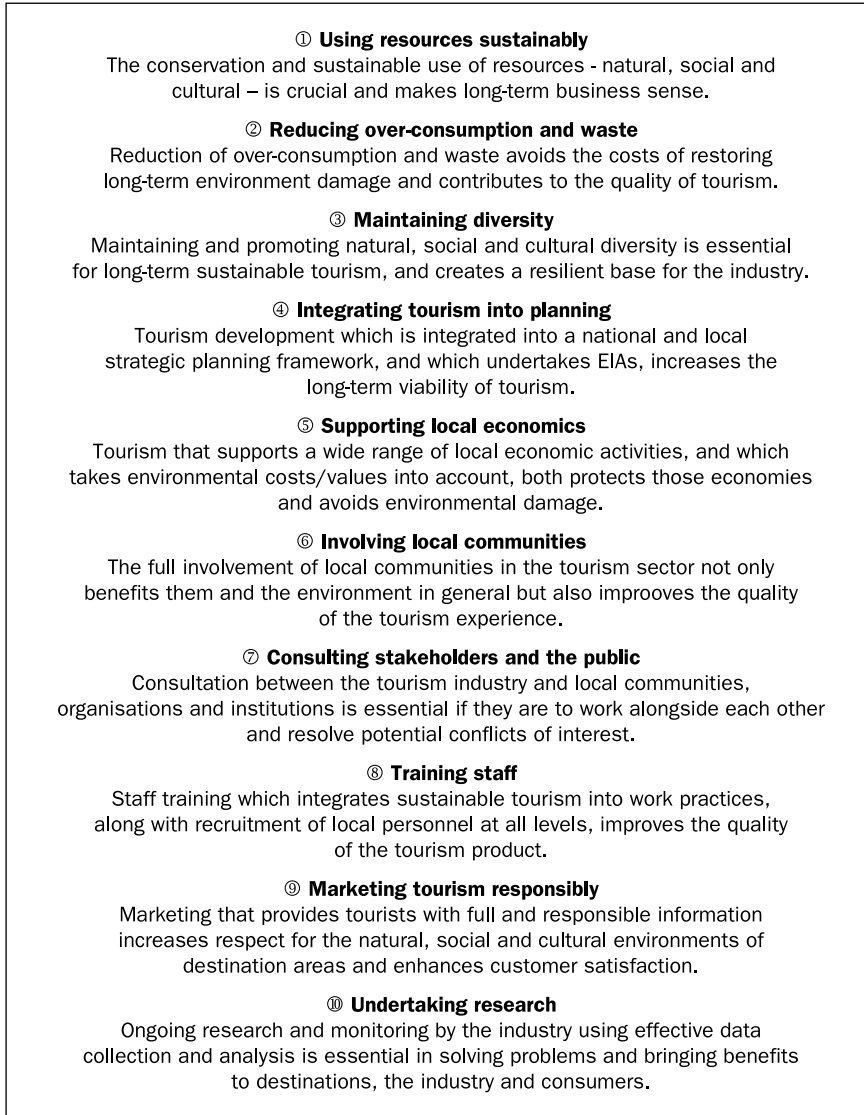 ① Using resources sustainably
The conservation and sustainable use of resources - natural, social and
cultural – is crucial and makes long-term business sense.
② Reducing over-consumption and waste
Reduction of over-consumption and waste avoids the costs of restoring
long-term environment damage and contributes to the quality of tourism.
③ Maintaining diversity
Maintaining and promoting natural, social and cultural diversity is essential
for long-term sustainable tourism, and creates a resilient base for the industry.
④ Integrating tourism into planning
Tourism development which is integrated into a national and local
strategic planning framework, and which undertakes EIAs, increases the
long-term viability of tourism.
⑤ Supporting local economics
Tourism that supports a wide range of local economic activities, and which
takes environmental costs/values into account, both protects those economies
and avoids environmental damage.
⑥ Involving local communities
The full involvement of local communities in the tourism sector not only
benefits them and the environment in general but also improoves the quality
of the tourism experience.
⑦ Consulting stakeholders and the public
Consultation between the tourism industry and local communities,
organisations and institutions is essential if they are to work alongside each other
and resolve potential conflicts of interest.
⑧ Training staff
Staff training which integrates sustainable tourism into work practices,
along with recruitment of local personnel at all levels, improves the quality
of the tourism product.
⑨ Marketing tourism responsibly
Marketing that provides tourists with full and responsible information
increases respect for the natural, social and cultural environments of
destination areas and enhances customer satisfaction.
⑩ Undertaking research
Ongoing research and monitoring by the industry using effective data
collection and analysis is essential in solving problems and bringing benefits
to destinations, the industry and consumers.